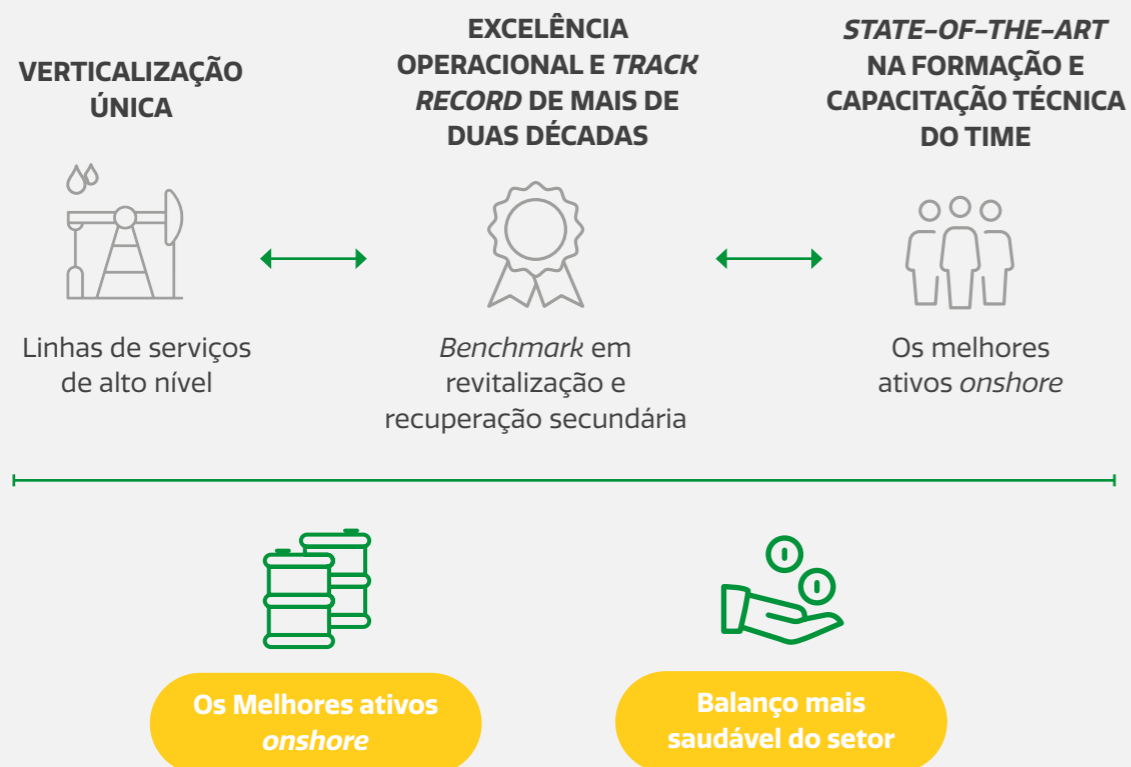 VERTICALIZAÇÃO
ÚNICA
Linhas de serviços
de alto nível
EXCELÊNCIA
OPERACIONAL E TRACK
RECORD DE MAIS DE
DUAS DÉCADAS
Benchmark em
revitalização e
recuperação secundária
STATE-OF-THE-ART
NA FORMAÇÃO E
CAPACITAÇÃO TÉCNICA
DO TIME
Os melhores
ativos onshore
Os Melhores ativos
onshore
Balanço mais
saudável do setor